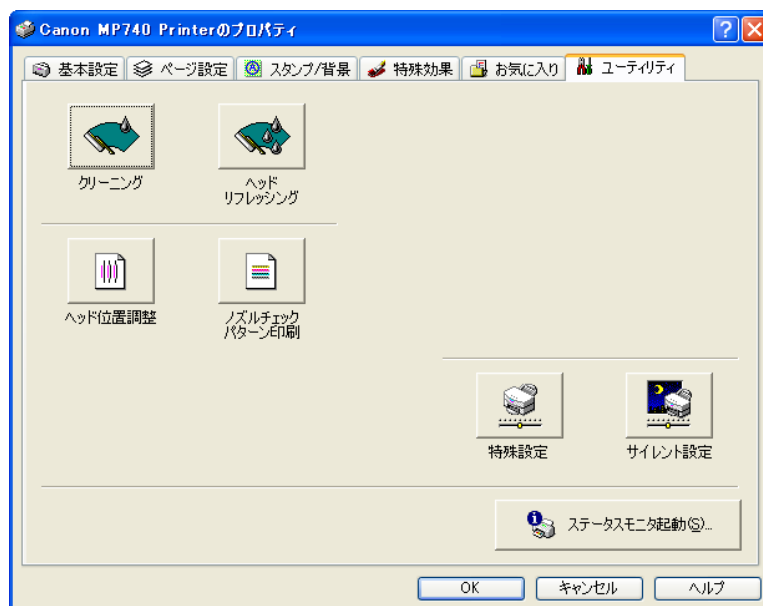 Canon MP740 Printerのプロパティ
基本設定 ページ設定 スタンプ/背景 特殊効果 お気に入り ユーティリティ
クリーニング
ヘッド
リフレッシング
ヘッド位置調整
ノズルチェック
パターン印刷
特殊設定
サイレント設定
ステータスモニタ起動(S)...
OK キャンセル ヘルプ